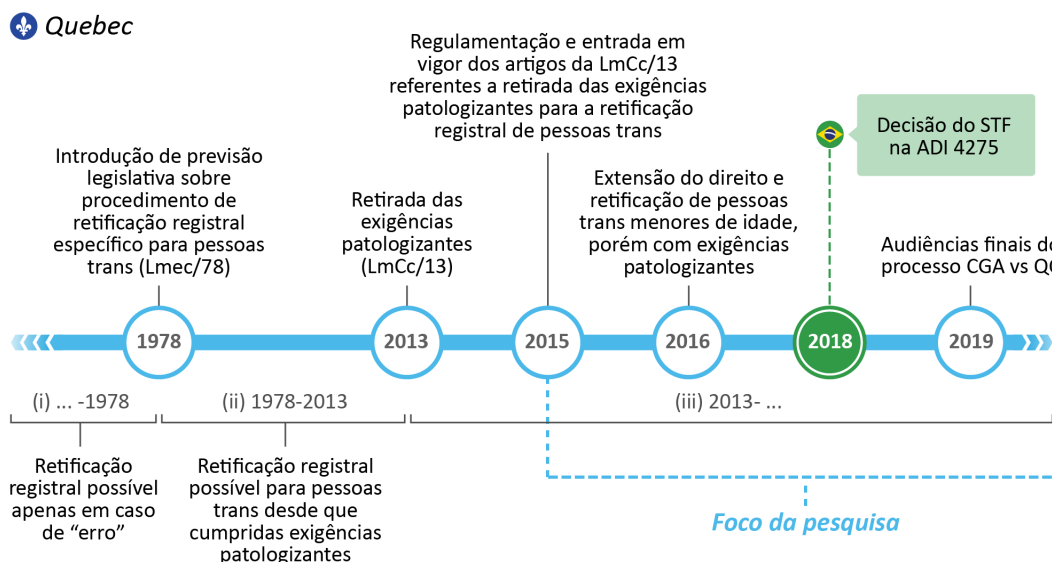 Quebec
Regulamentação e entrada em
vigor dos artigos da LmCc/13
referentes a retirada das exigências
patologizantes para a retificação
registral de pessoas trans
Decisão do STF
na ADI 4275
Introdução de previsão
legislativa sobre
procedimento de
retificação registral
específico para pessoas
trans (Lmec/78)
Retirada das
exigências
patologizantes
(LmCc/13)
Extensão do direito e
retificação de pessoas
trans menores de idade,
porém com exigências
patologizantes
Audiências finais
processo CGA vs
1978
2013
2015
2016
2018
2019
(i) ... -1978
(ii) 1978-2013
(iii) 2013- ...
Retificação
registral possível
apenas em caso
de “erro”
Retificação registral
possível para pessoas
trans desde que
cumpridas exigências
patologizantes
Foco da pesquisa